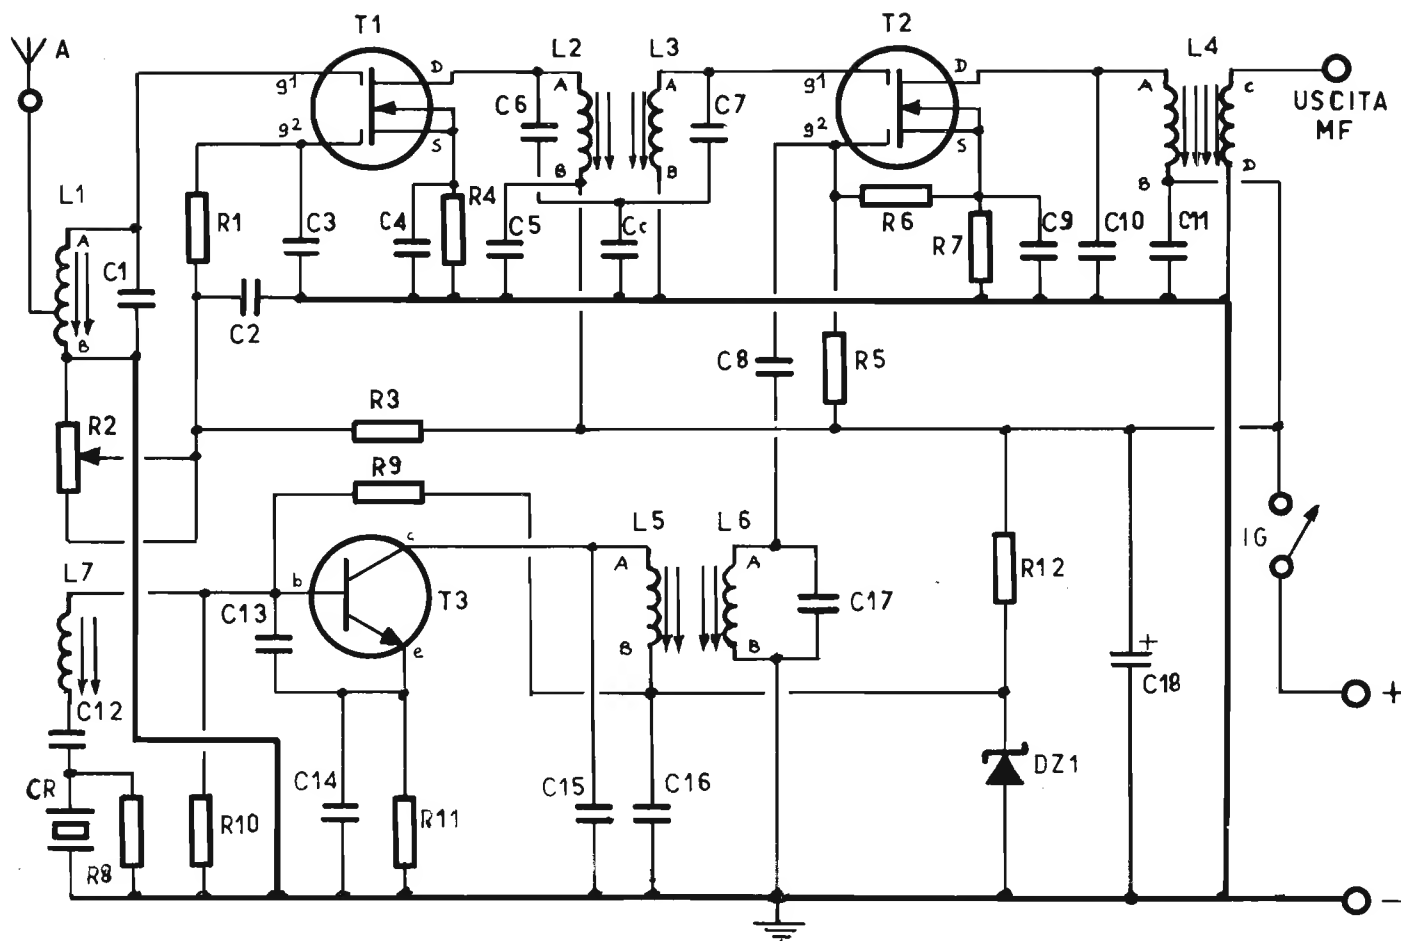 T1
T2
A
L2
L3
L4
g1
D
A
A
g1
D
A
C
USCITA
MF
C6
C7
g2
S
B
B
g2
S
B
D
L1
R1
C3
C4
R4
C5
Cc
R6
R7
C9
C10
C11
A
C1
B
C2
C8
R5
R2
R3
R9
L5
L6
IG
c
L7
b
T3
A
A
R12
C13
C17
e
B
B
+
C18
+
C12
CR
C14
C15
C16
DZ1
R8
R10
R11
−